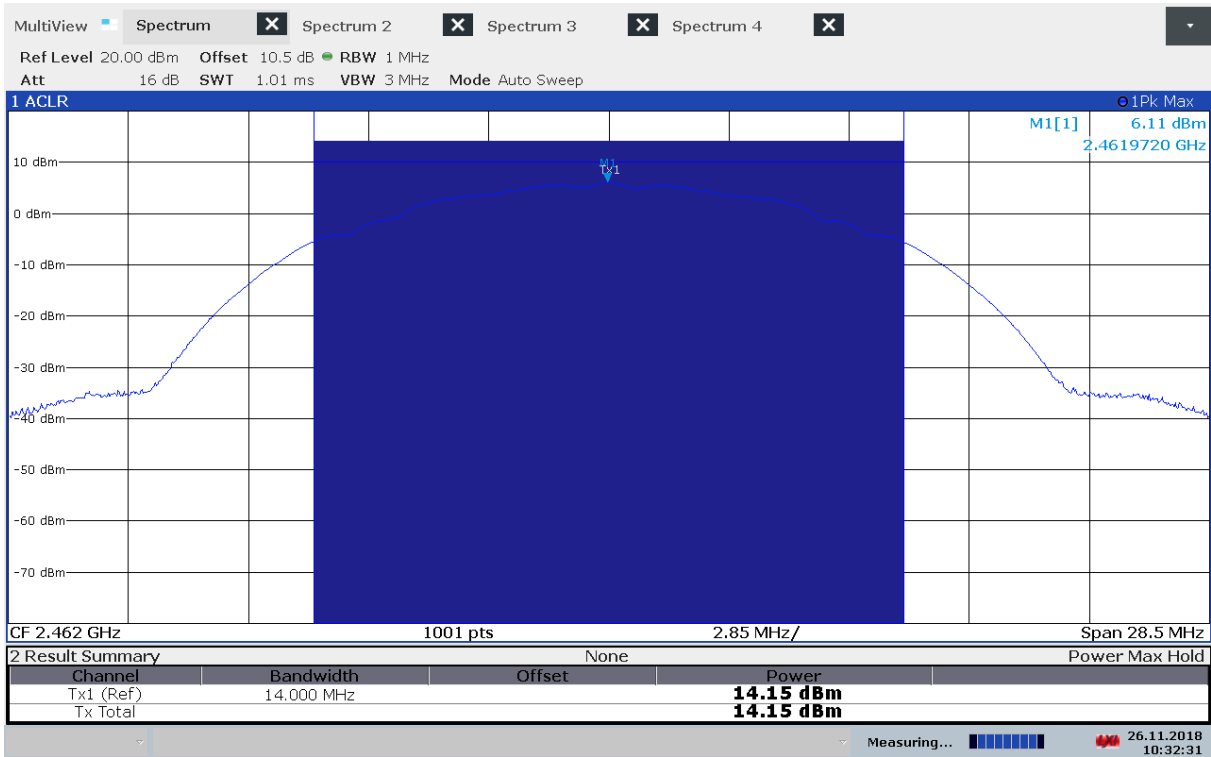 MultiView Spectrum Spectrum 2 Spectrum 3 Spectrum 4
Ref Level 20.00 dBm Offset 10.5 dB RBW 1 MHz
Att 16 dB SWT 1.01 ms VBW 3 MHz Mode Auto Sweep
1 ACLR 1Pk Max
M1[1] 6.11 dBm
2.4619720 GHz
10 dBm
M1
Tx1
0 dBm
-10 dBm
-20 dBm
-30 dBm
-40 dBm
-50 dBm
-60 dBm
-70 dBm
CF 2.462 GHz 1001 pts 2.85 MHz/ Span 28.5 MHz
2 Result Summary None Power Max Hold
Channel Bandwidth Offset Power
Tx1 (Ref) 14.000 MHz 14.15 dBm
Tx Total 14.15 dBm
Measuring... 26.11.2018
10:32:31